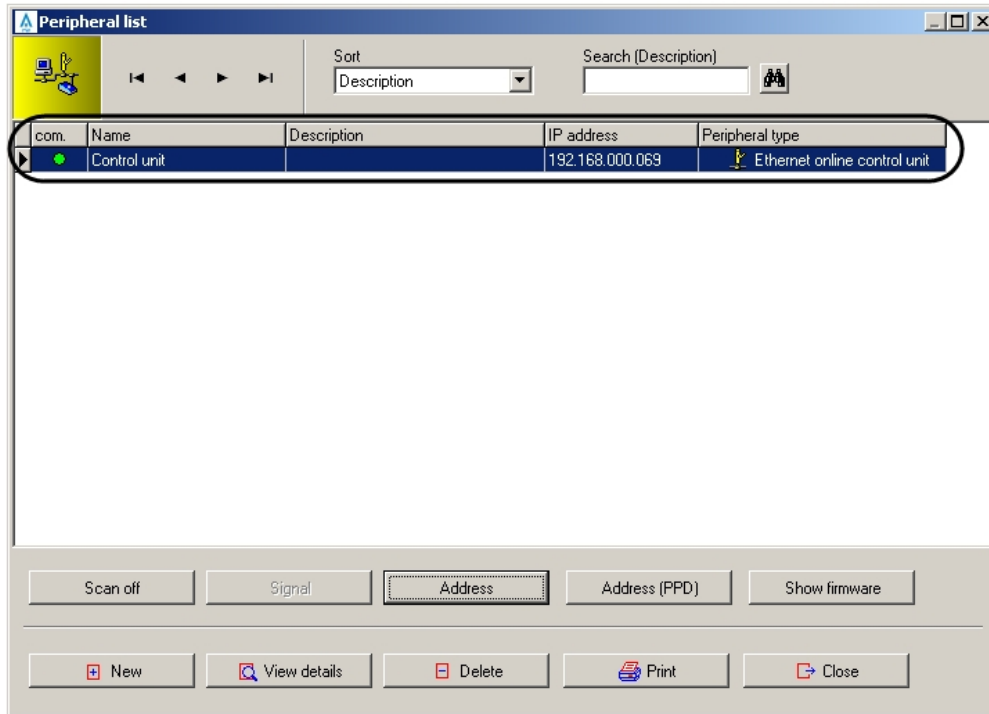 Peripheral list
Sort
Search (Description)
Description
com. Name Description IP address Peripheral type
Control unit 192.168.000.069 Ethernet online control unit
Scan off Signal Address Address (PPD) Show firmware
New View details Delete Print Close